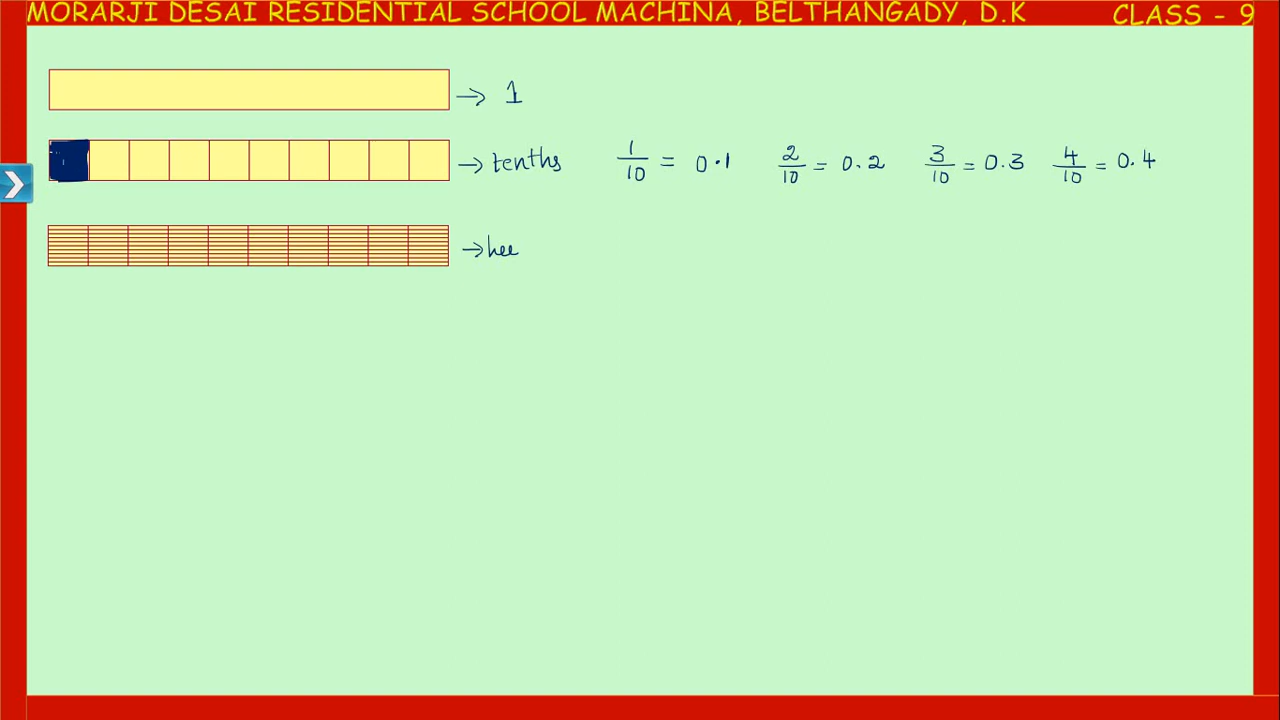 MORARJI DESAI RESIDENTIAL SCHOOL MACHINA, BELTHANGADY, D.K CLASS - 9
→ 1
→ tenths 1/10 = 0.1 2/10 = 0.2 3/10 = 0.3 4/10 = 0.4
→